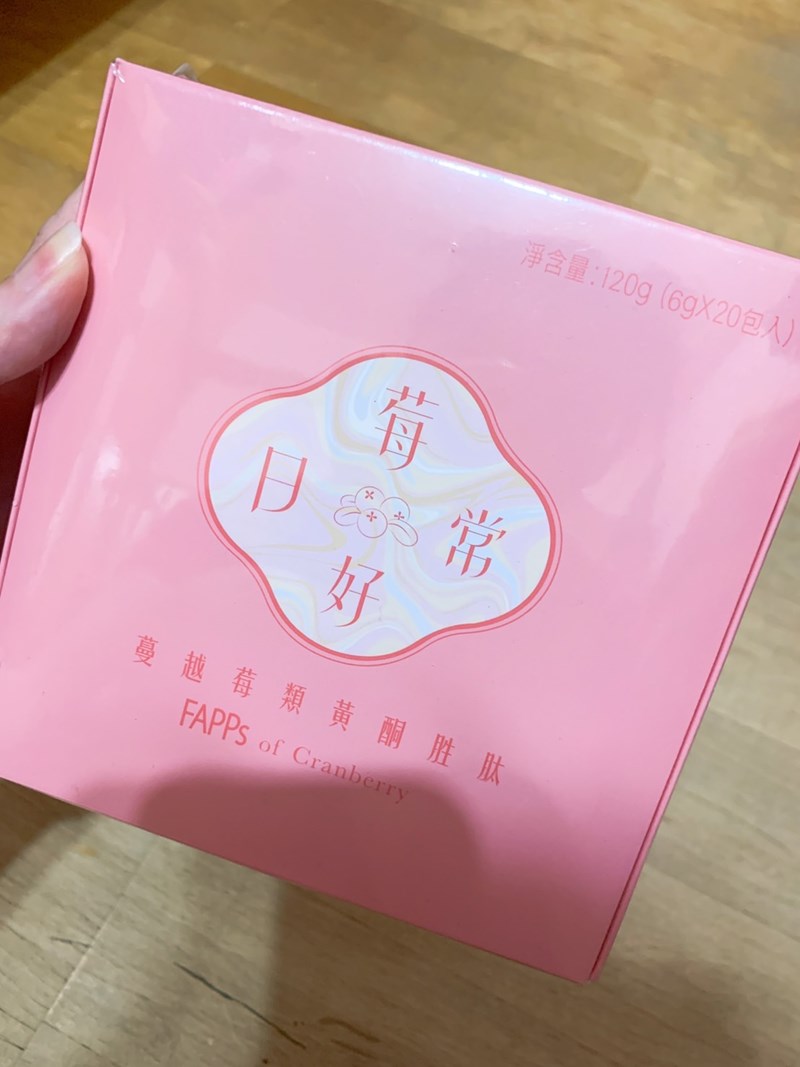 淨含量:120g (6gX20包入)
莓
日 常
好
蔓越莓類黃酮胜肽
FAPPs of Cranberry